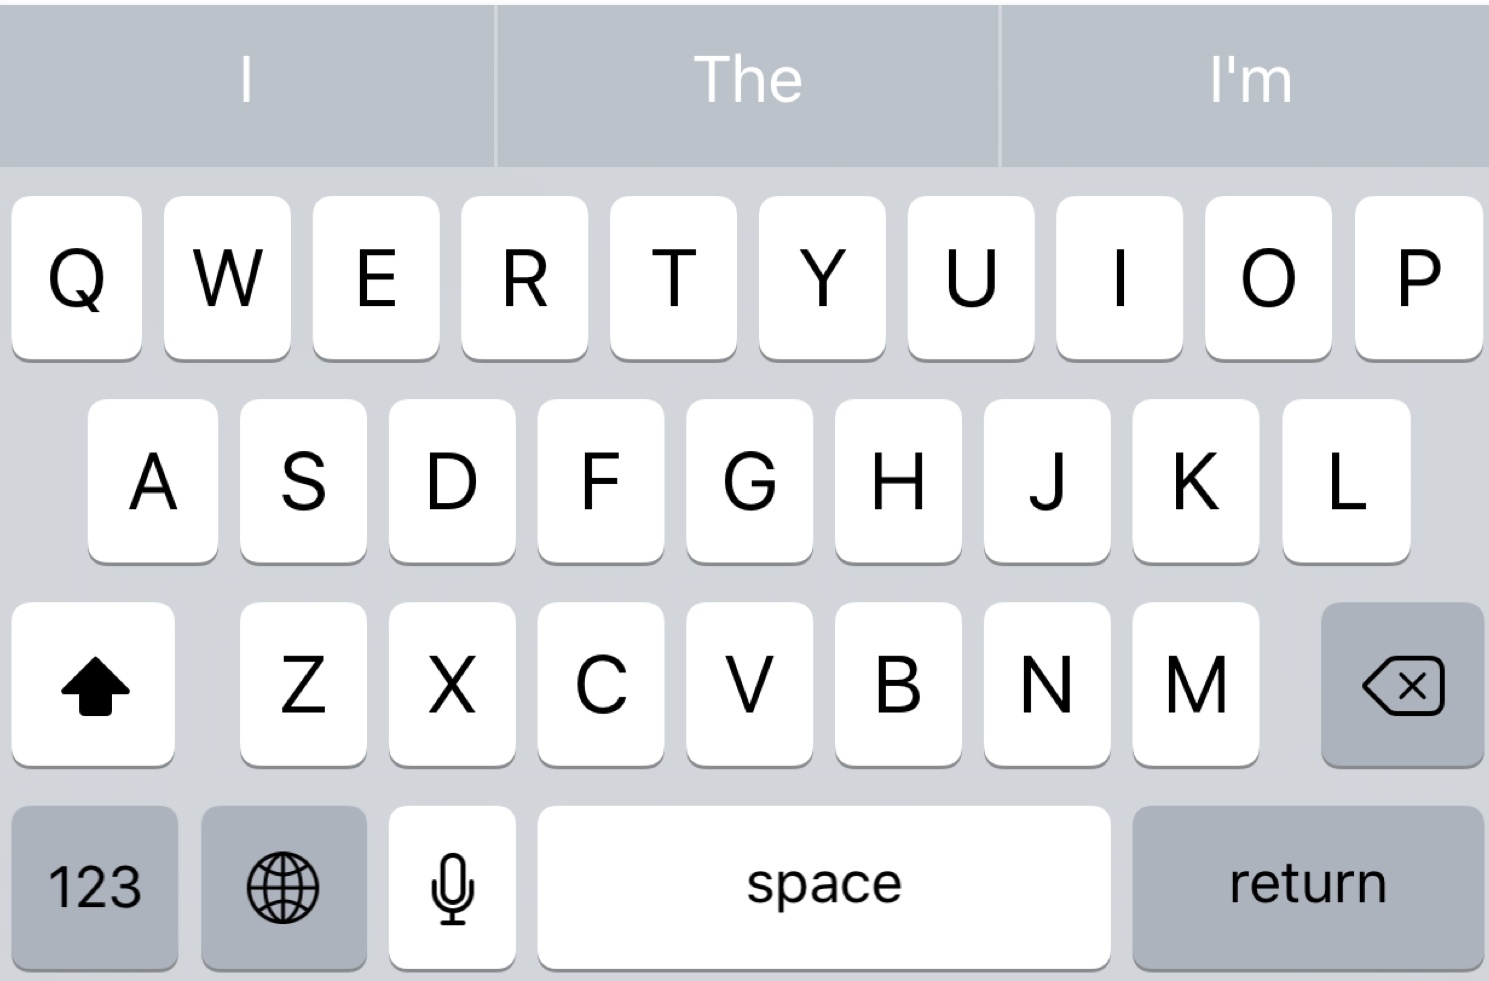 I The I'm
Q W E R T Y U I O P
A S D F G H J K L
Z X C V B N M
123 space return